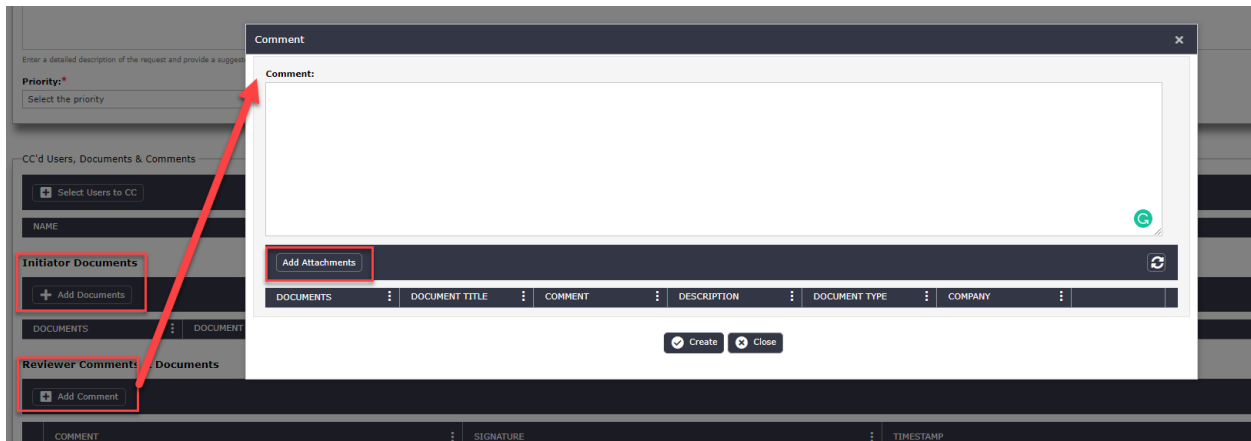 Comment
Enter a detailed description of the request and provide a suggest
Priority:*
Select the priority
Comment:
CC'd Users, Documents & Comments
Select Users to CC
NAME
Initiator Documents
Add Documents
DOCUMENTS DOCUMENT
Add Attachments
DOCUMENTS DOCUMENT TITLE COMMENT DESCRIPTION DOCUMENT TYPE COMPANY
Create Close
Reviewer Comments & Documents
Add Comment
COMMENT SIGNATURE TIMESTAMP